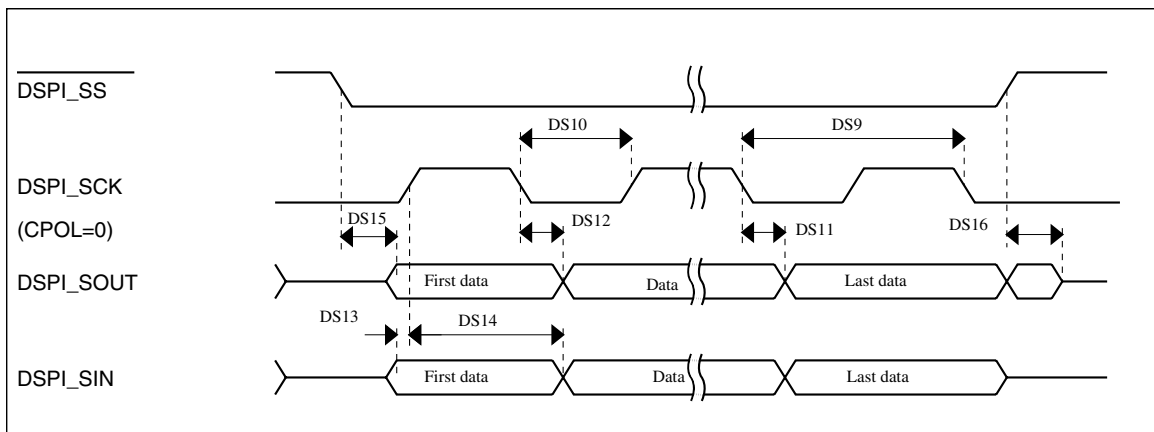 DSPI_SS
DS10
DS9
DSPI_SCK
(CPOL=0)
DS15
DS12
DS11
DS16
DSPI_SOUT
First data
Data
Last data
DS13
DS14
DSPI_SIN
First data
Data
Last data